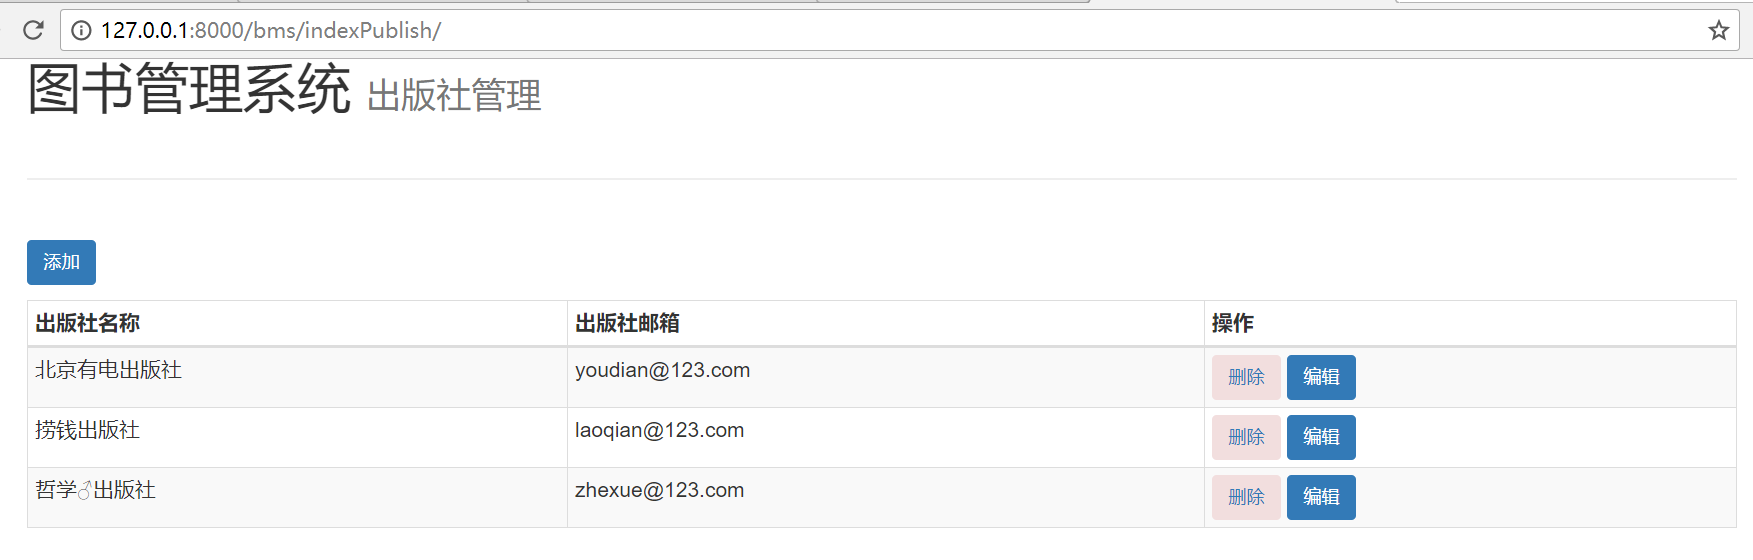 127.0.0.1:8000/bms/indexPublish/
图书管理系统 出版社管理
添加
出版社名称 出版社邮箱 操作
北京有电出版社 youdian@123.com 删除 编辑
捞钱出版社 laoqian@123.com 删除 编辑
哲学♂出版社 zhexue@123.com 删除 编辑